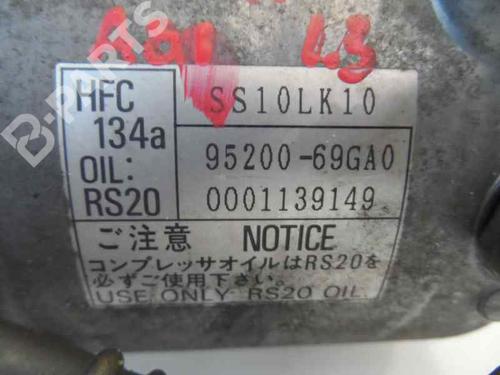 B-PARTS
1.3
HFC
134a
OIL:
RS20
SS10LK10
95200-69GA0
0001139149
ご注意 NOTICE
コンプレッサオイルはRS20を
必ずご使用下さい。
USE ONLY RS20 OIL.